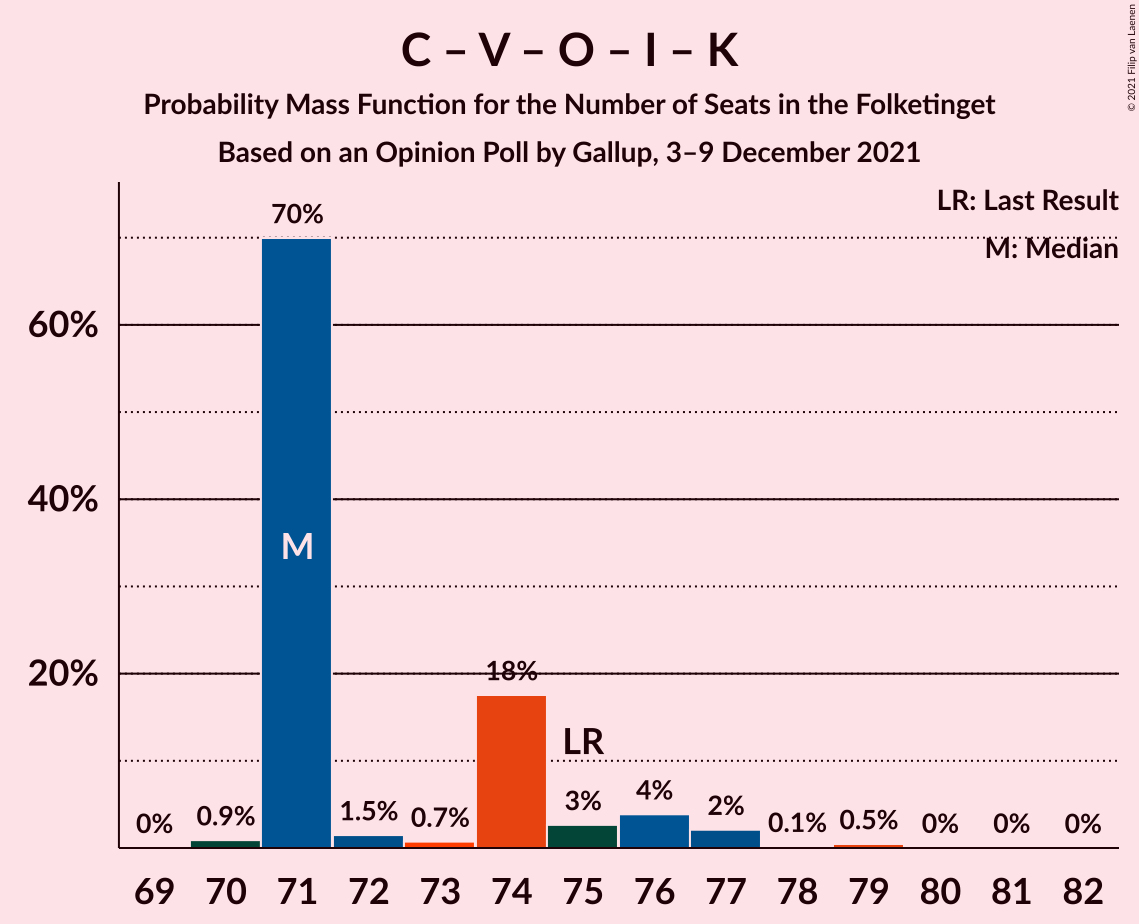 C – V – O – I – K
Probability Mass Function for the Number of Seats in the Folketinget
Based on an Opinion Poll by Gallup, 3–9 December 2021
© 2021 Filip van Laenen
LR: Last Result
M: Median
70%
60%
40%
M
20%
18%
LR
0%
0.9%
1.5%
0.7%
3%
4%
2%
0.1%
0.5%
0%
0%
0%
69 70 71 72 73 74 75 76 77 78 79 80 81 82